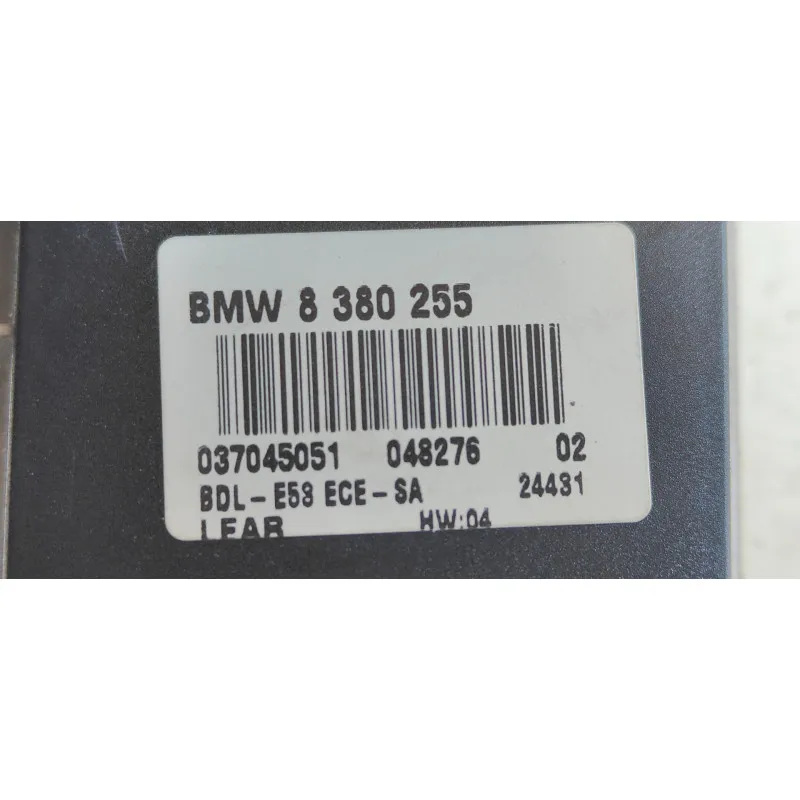 BMW 8 380 255
037045051 048276 02
BDL-E53 ECE-SA 24431
LEAR HW:04